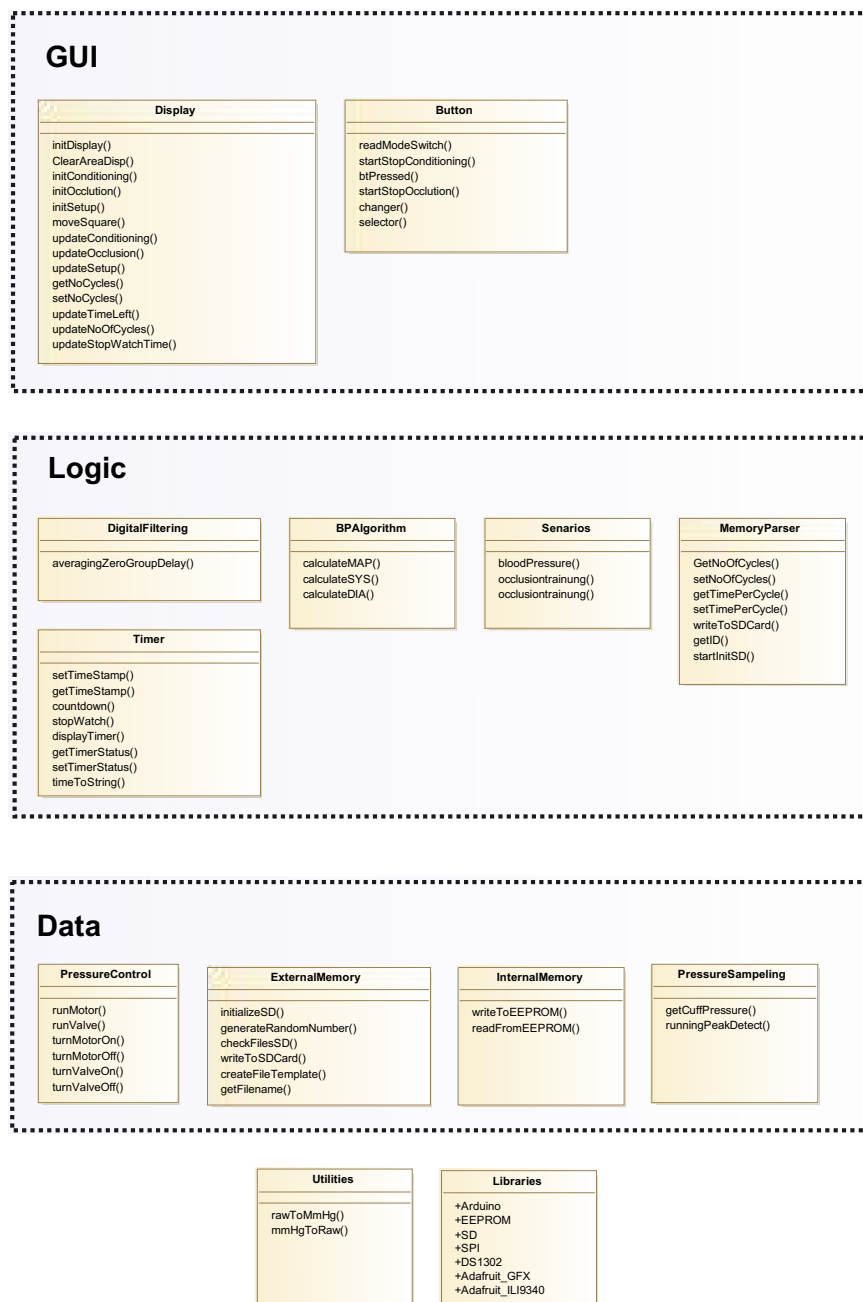 GUI
Display
initDisplay()
ClearAreaDisp()
initConditioning()
initOcclution()
initSetup()
moveSquare()
updateConditioning()
updateOcclusion()
updateSetup()
getNoCycles()
setNoCycles()
updateTimeLeft()
updateNoOfCycles()
updateStopWatchTime()
Button
readModeSwitch()
startStopConditioning()
btPressed()
startStopOcclution()
changer()
selector()
Logic
DigitalFiltering
averagingZeroGroupDelay()
BPAlgorithm
calculateMAP()
calculateSYS()
calculateDIA()
Senarios
bloodPressure()
occlusiontrainung()
occlusiontrainung()
MemoryParser
GetNoOfCycles()
setNoOfCycles()
getTimePerCycle()
setTimePerCycle()
writeToSDCard()
getID()
startInitSD()
Timer
setTimeStamp()
getTimeStamp()
countdown()
stopWatch()
displayTimer()
getTimerStatus()
setTimerStatus()
timeToString()
Data
PressureControl
runMotor()
runValve()
turnMotorOn()
turnMotorOff()
turnValveOn()
turnValveOff()
ExternalMemory
initializeSD()
generateRandomNumber()
checkFilesSD()
writeToSDCard()
createFileTemplate()
getFilename()
InternalMemory
writeToEEPROM()
readFromEEPROM()
PressureSampeling
getCuffPressure()
runningPeakDetect()
Utilities
rawToMmHg()
mmHgToRaw()
Libraries
+Arduino
+EEPROM
+SD
+SPI
+DS1302
+Adafruit_GFX
+Adafruit_ILI9340